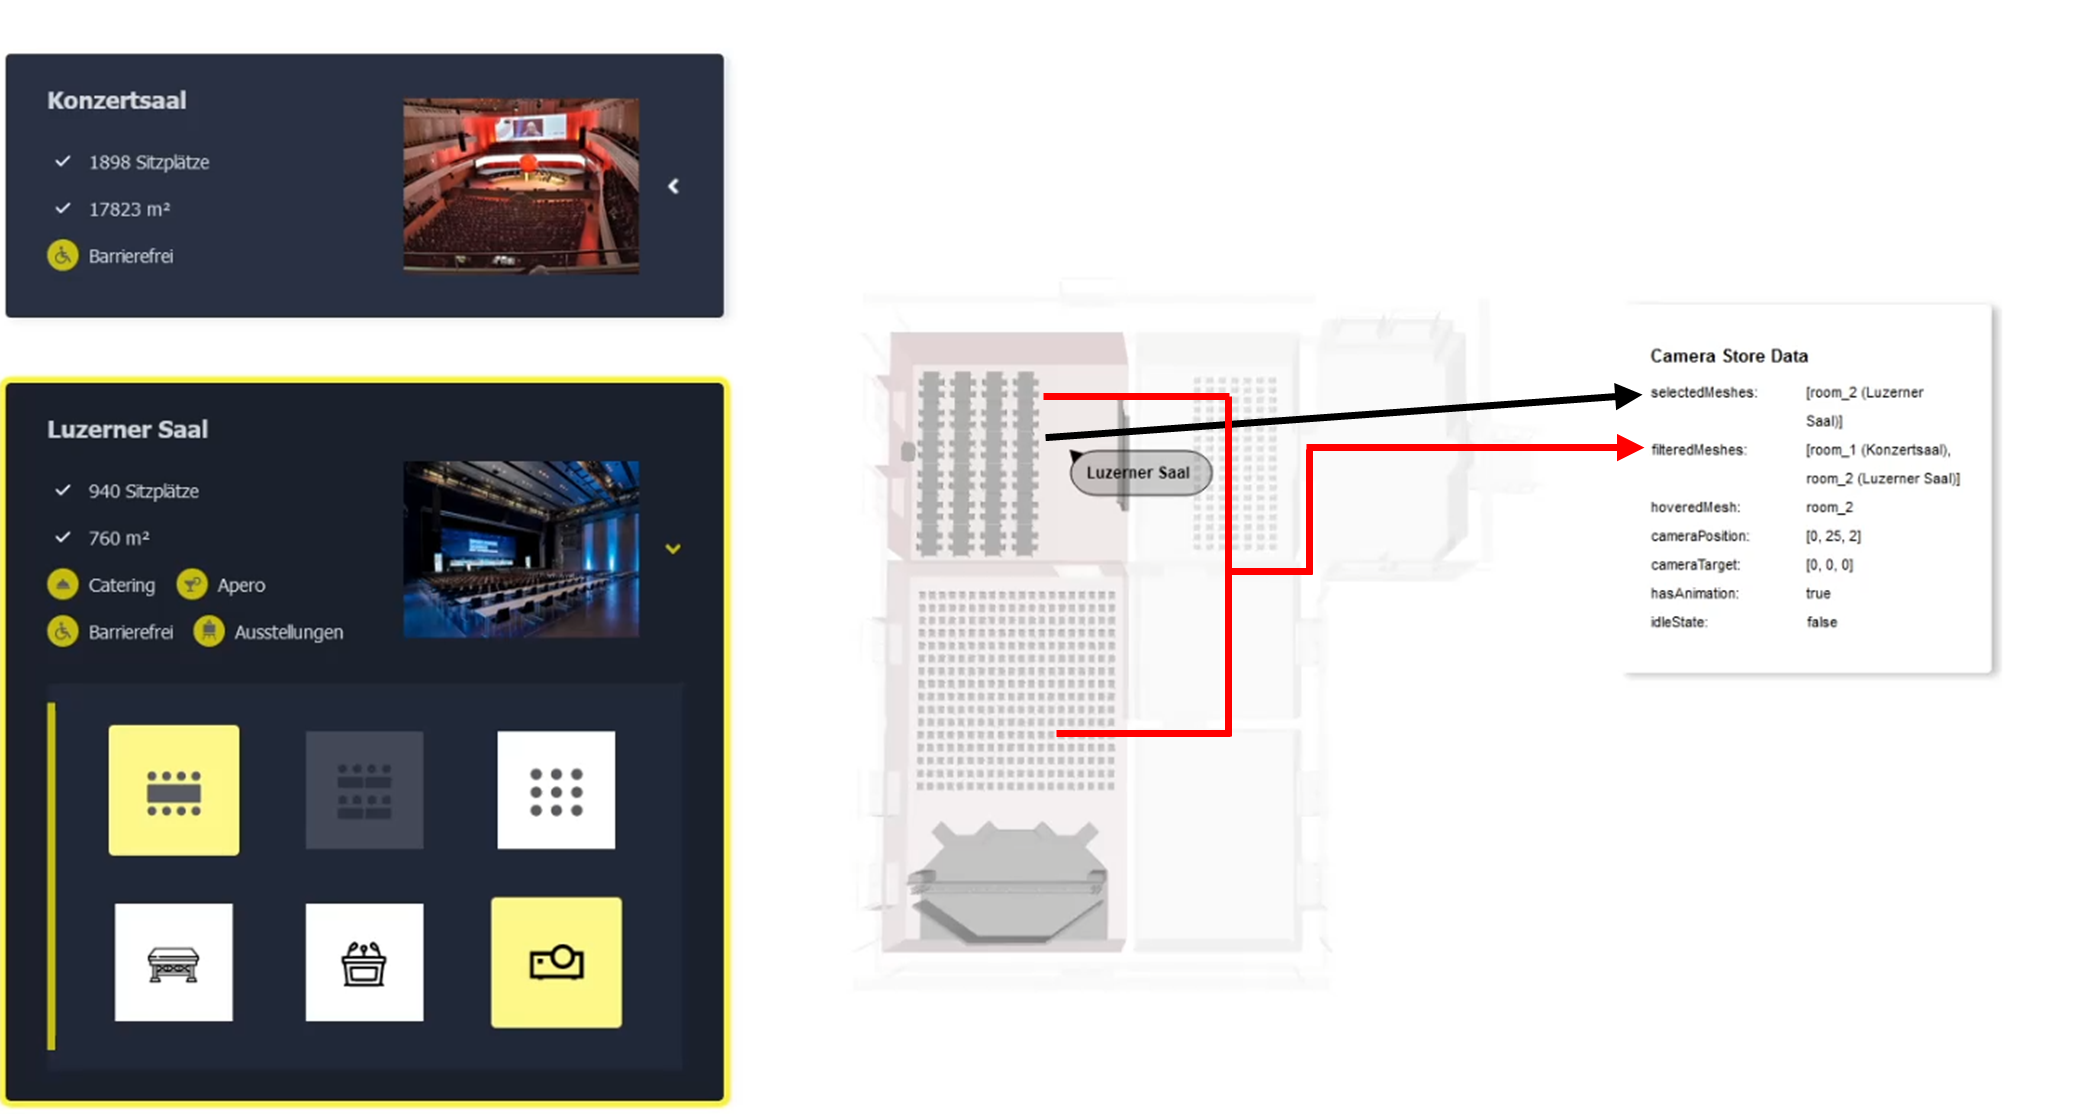 Konzertsaal
1898 Sitzplätze
17823 m²
Barrierefrei
Luzerner Saal
940 Sitzplätze
760 m²
Catering Apero
Barrierefrei Ausstellungen
Luzerner Saal
Camera Store Data
selectedMeshes: [room_2 (Luzerner
Saal)]
filteredMeshes: [room_1 (Konzertsaal),
room_2 (Luzerner Saal)]
hoveredMesh: room_2
cameraPosition: [0, 25, 2]
cameraTarget: [0, 0, 0]
hasAnimation: true
idleState: false